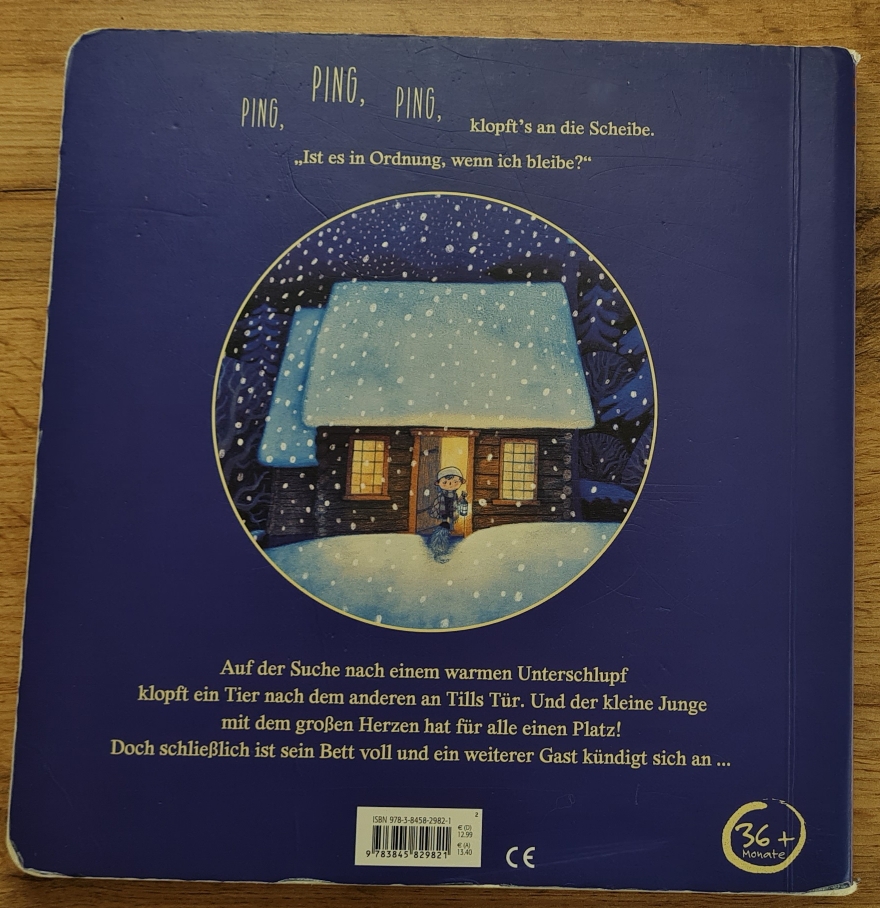 PING, PING, PING, klopft's an die Scheibe.
„Ist es in Ordnung, wenn ich bleibe?“
Auf der Suche nach einem warmen Unterschlupf
klopft ein Tier nach dem anderen an Tills Tür. Und der kleine Junge
mit dem großen Herzen hat für alle einen Platz!
Doch schließlich ist sein Bett voll und ein weiterer Gast kündigt sich an ...
ISBN 978-3-8458-2982-1
2
€ (D)
12.99
€ (A)
13.40
9 783845 829821
CE
36 +
Monate